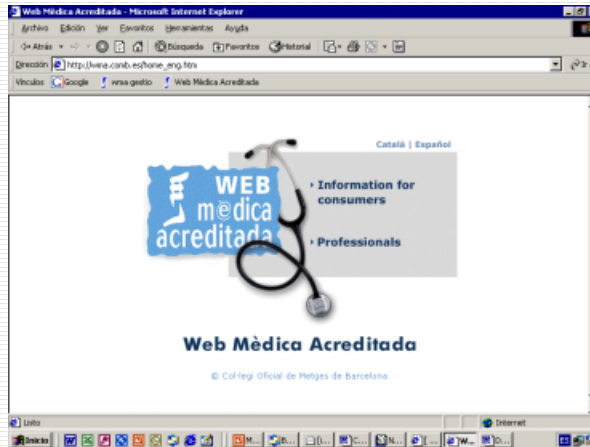 Web Mèdica Acreditada - Microsoft Internet Explorer
Archivo Edición Ver Favoritos Herramientas Ayuda
Atrás Búsqueda Favoritos Historial
Dirección http://wma.comb.es/home_eng.htm
Vínculos Google wma gestio Web Mèdica Acreditada
Català | Español
WEB
mèdica
acreditada
Information for
consumers
Professionals
Web Mèdica Acreditada
© Col·legi Oficial de Metges de Barcelona
Listo Internet
Inicio